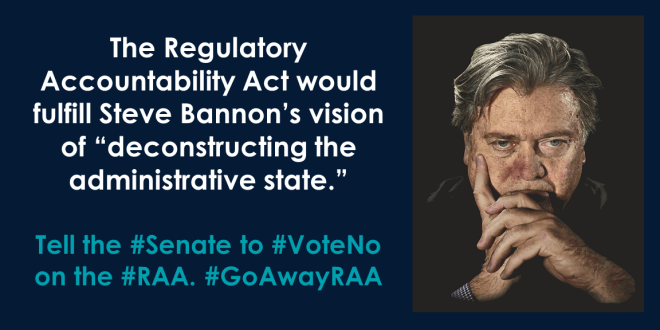 The Regulatory
Accountability Act would
fulfill Steve Bannon’s vision
of “deconstructing the
administrative state.”
Tell the #Senate to #VoteNo
on the #RAA. #GoAwayRAA